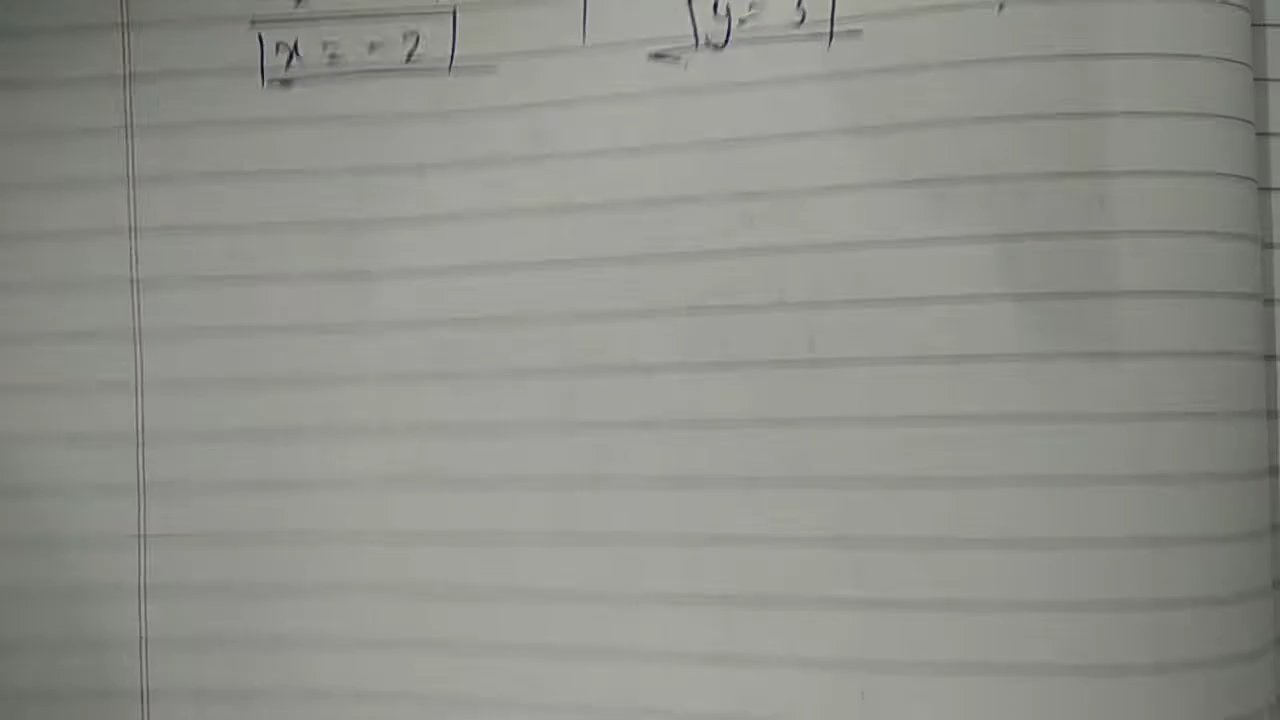 x = - 2
y = 3